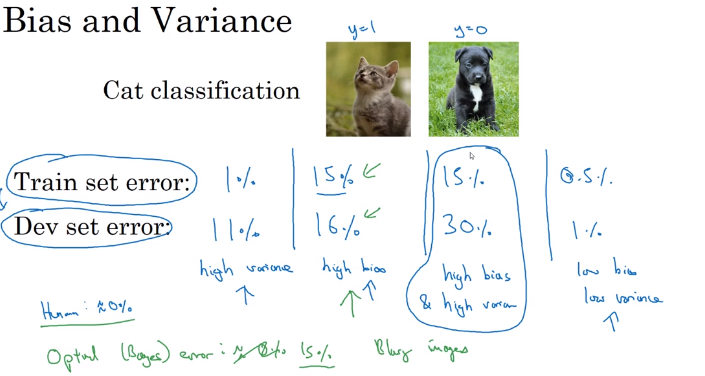 Bias and Variance
y=1 y=0
Cat classification
Train set error: 1% 15% 15% 0.5%
Dev set error: 11% 16% 30% 1%
high variance high bias high bias low bias
& high varian low variance
Human: ≈0%
Optimal (Bayes) error: ≈ 0% 15% Blurry images